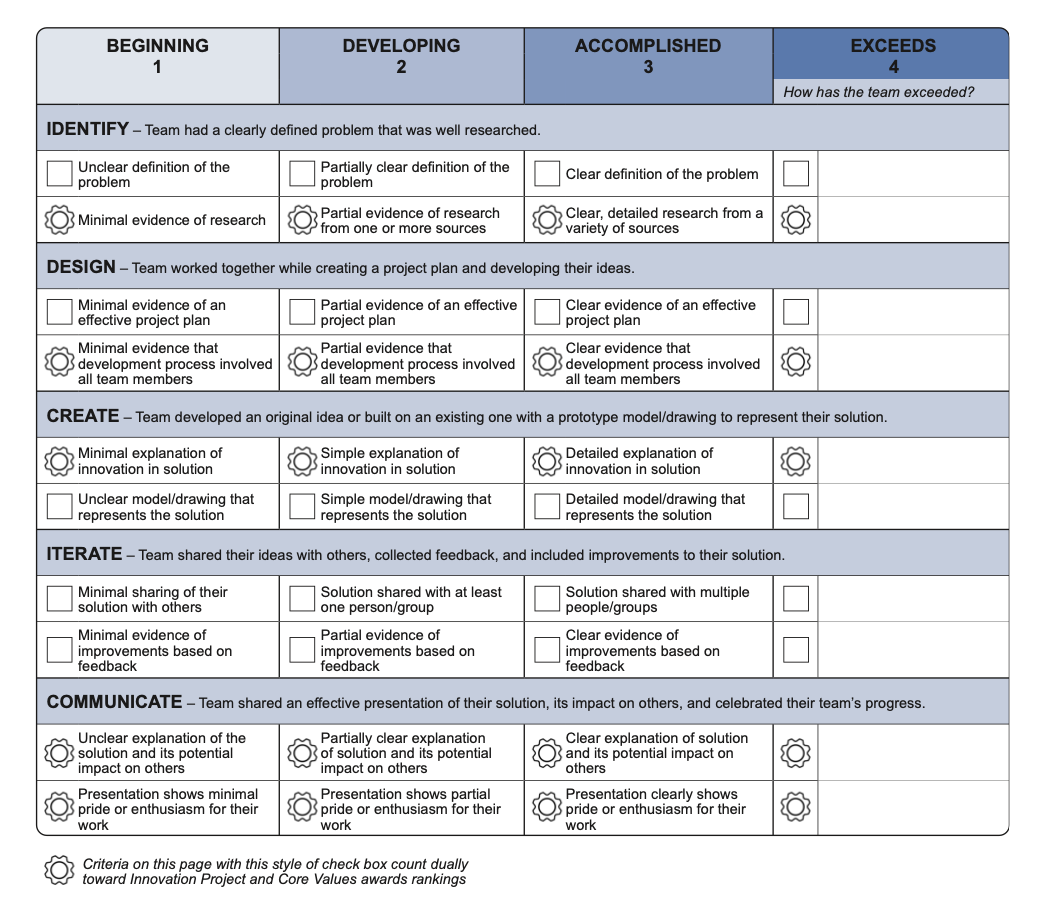 BEGINNING
1
DEVELOPING
2
ACCOMPLISHED
3
EXCEEDS
4
How has the team exceeded?
IDENTIFY – Team had a clearly defined problem that was well researched.
Unclear definition of the
problem
Partially clear definition of the
problem
Clear definition of the problem
Minimal evidence of research
Partial evidence of research
from one or more sources
Clear, detailed research from a
variety of sources
DESIGN – Team worked together while creating a project plan and developing their ideas.
Minimal evidence of an
effective project plan
Partial evidence of an effective
project plan
Clear evidence of an effective
project plan
Minimal evidence that
development process involved
all team members
Partial evidence that
development process involved
all team members
Clear evidence that
development process involved
all team members
CREATE – Team developed an original idea or built on an existing one with a prototype model/drawing to represent their solution.
Minimal explanation of
innovation in solution
Simple explanation of
innovation in solution
Detailed explanation of
innovation in solution
Unclear model/drawing that
represents the solution
Simple model/drawing that
represents the solution
Detailed model/drawing that
represents the solution
ITERATE – Team shared their ideas with others, collected feedback, and included improvements to their solution.
Minimal sharing of their
solution with others
Solution shared with at least
one person/group
Solution shared with multiple
people/groups
Minimal evidence of
improvements based on
feedback
Partial evidence of
improvements based on
feedback
Clear evidence of
improvements based on
feedback
COMMUNICATE – Team shared an effective presentation of their solution, its impact on others, and celebrated their team’s progress.
Unclear explanation of the
solution and its potential
impact on others
Partially clear explanation
of solution and its potential
impact on others
Clear explanation of solution
and its potential impact on
others
Presentation shows minimal
pride or enthusiasm for their
work
Presentation shows partial
pride or enthusiasm for their
work
Presentation clearly shows
pride or enthusiasm for their
work
Criteria on this page with this style of check box count dually
toward Innovation Project and Core Values awards rankings